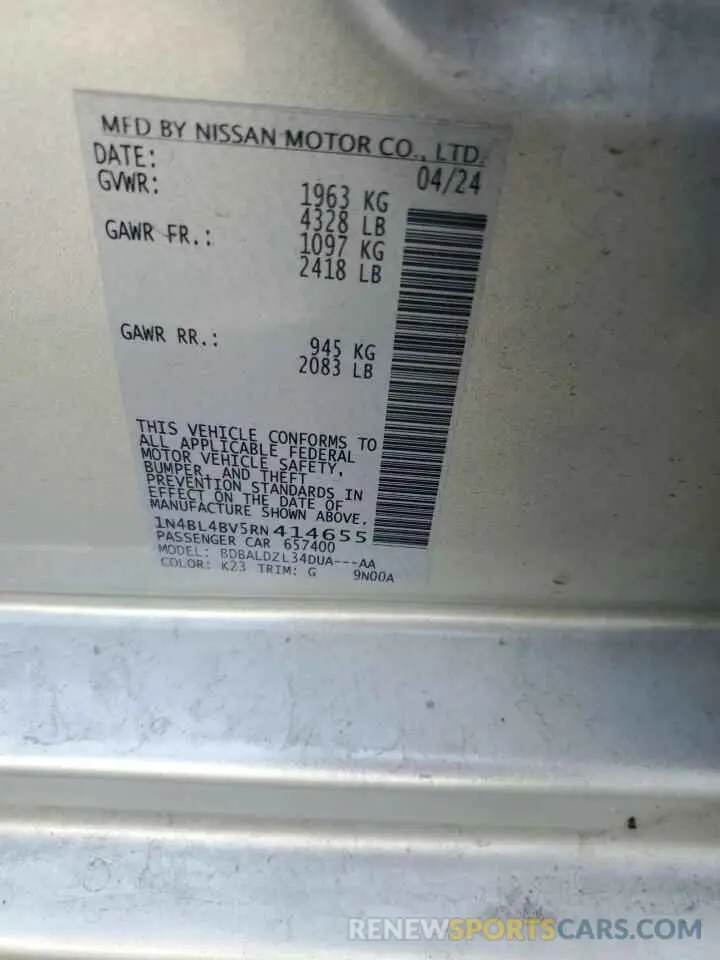 MFD BY NISSAN MOTOR CO., LTD.
DATE: 04/24
GVWR: 1963 KG
4328 LB
GAWR FR.: 1097 KG
2418 LB
GAWR RR.: 945 KG
2083 LB
THIS VEHICLE CONFORMS TO
ALL APPLICABLE FEDERAL
MOTOR VEHICLE SAFETY,
BUMPER, AND THEFT
PREVENTION STANDARDS IN
EFFECT ON THE DATE OF
MANUFACTURE SHOWN ABOVE.
1N4BL4BV5RN414655
PASSENGER CAR 657400
MODEL: BDBALDZL34DUA---AA
COLOR: K23 TRIM: G 9N00A
RENEWSPORTSCARS.COM